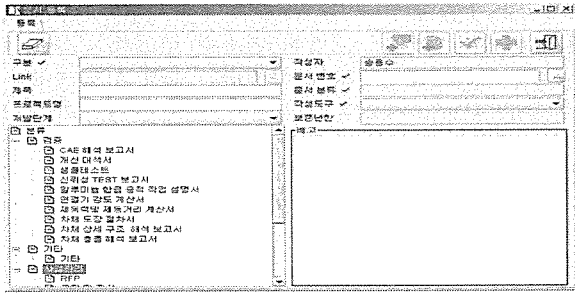 등록
구분
작성자
Link
문서 번호
제목
문서 분류
프로젝트명
작성도구
개발단계
보존년한
분류
비고
검증
CAE 해석 보고서
개선 대책서
샘플테스트
신뢰성 TEST 보고서
알루미늄 합금 용접 작업 설명서
연결기 강도 계산서
제동력및 제동거리 계산서
차체 도장 절차서
차체 상세 구조 해석 보고서
차체 충돌 해석 보고서
기타
기타
RFP